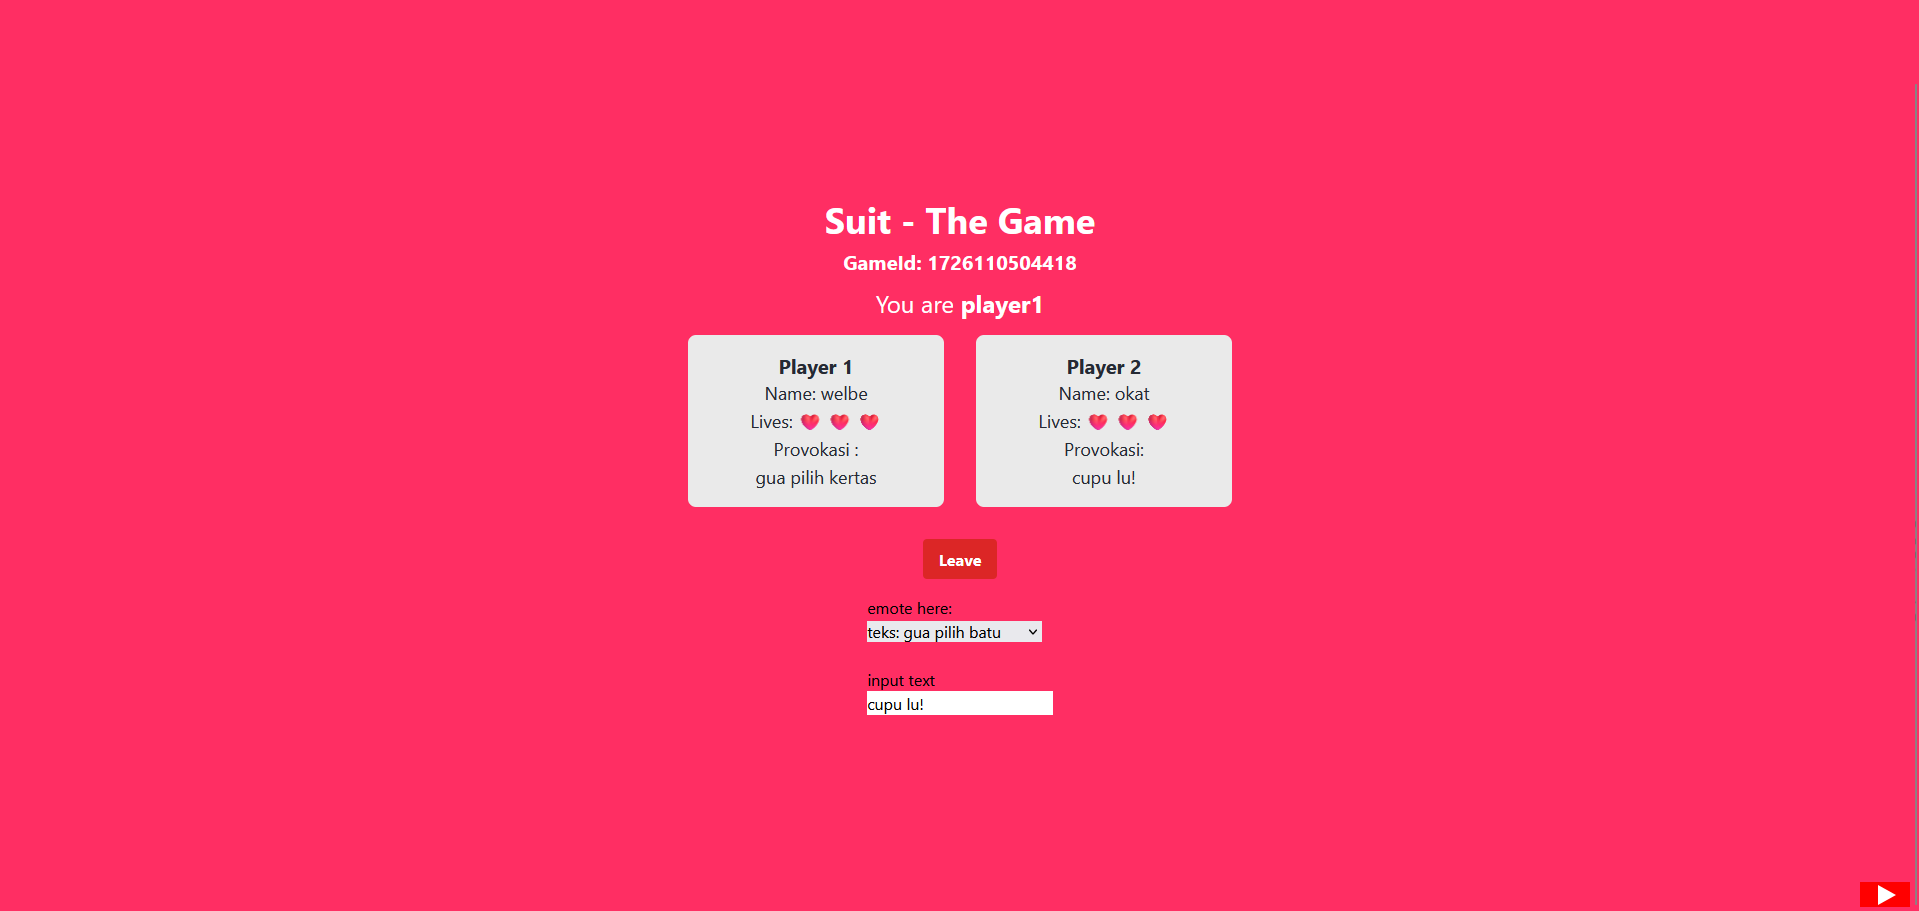 Suit - The Game
GameId: 1726110504418
You are player1
Player 1
Name: welbe
Lives:
Provokasi :
gua pilih kertas
Player 2
Name: okat
Lives:
Provokasi:
cupu lu!
Leave
emote here:
teks: gua pilih batu
input text
cupu lu!